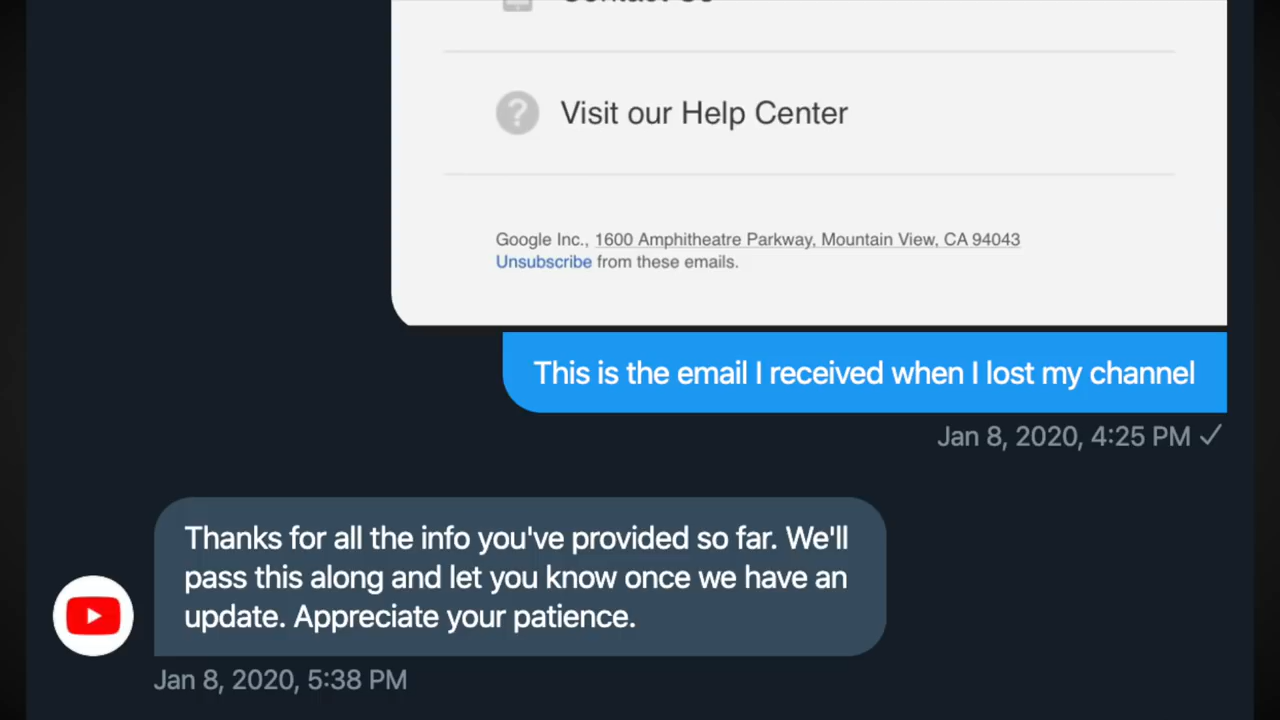 Contact Us
Visit our Help Center
Google Inc., 1600 Amphitheatre Parkway, Mountain View, CA 94043
Unsubscribe from these emails.
This is the email I received when I lost my channel
Jan 8, 2020, 4:25 PM
Thanks for all the info you've provided so far. We'll
pass this along and let you know once we have an
update. Appreciate your patience.
Jan 8, 2020, 5:38 PM